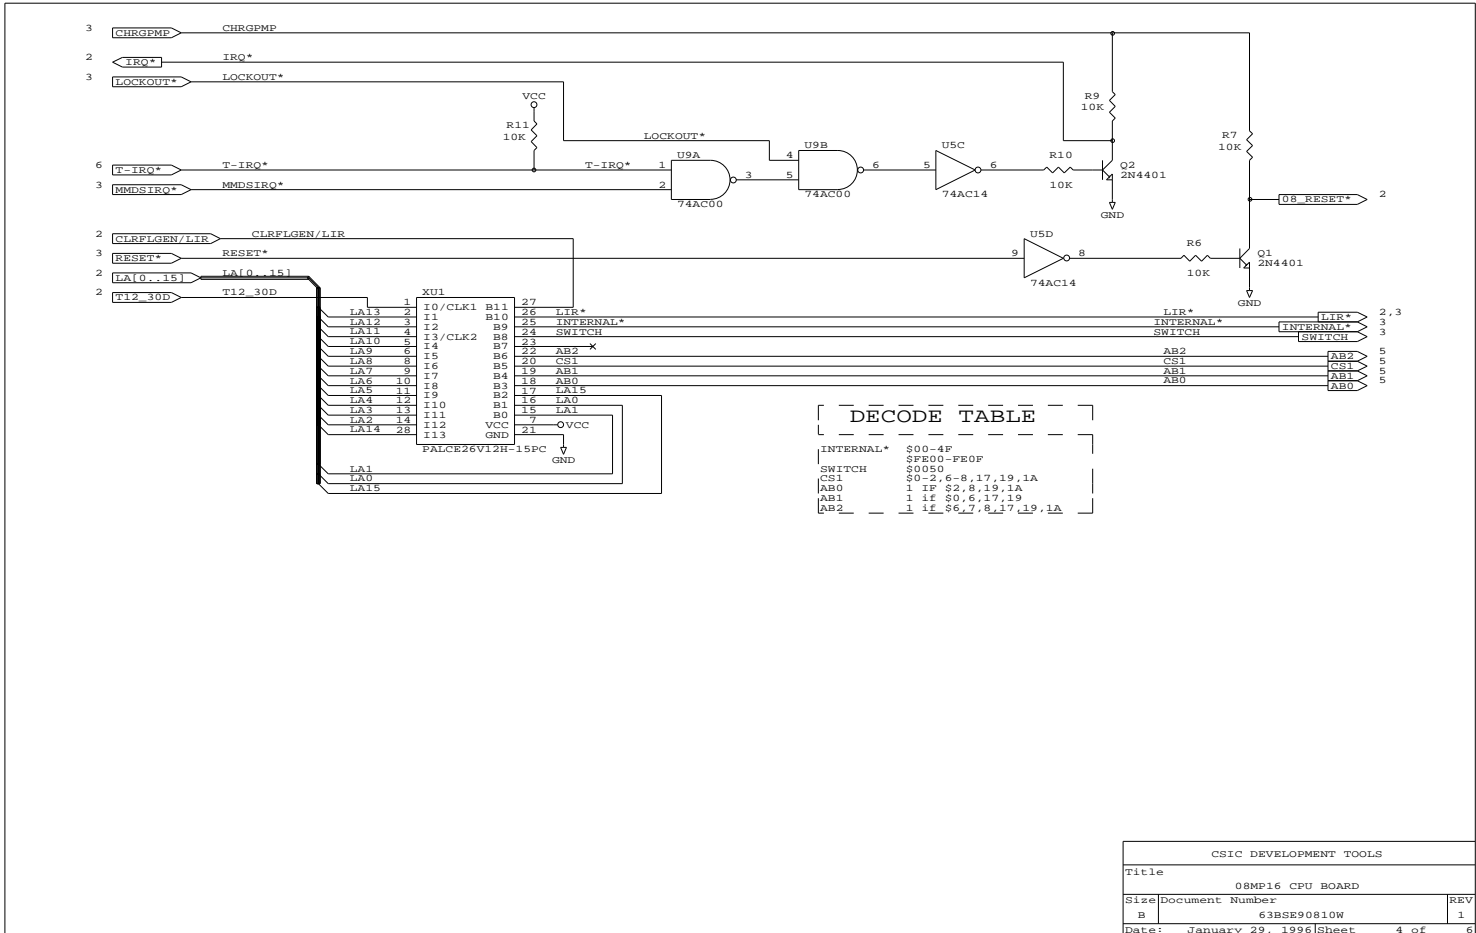 3 CHRGPMP CHRGPMP
2 IRQ* IRQ*
3 LOCKOUT* LOCKOUT*
VCC
R11
10K
LOCKOUT*
R9
10K
R7
10K
6 T-IRQ* T-IRQ* T-IRQ*
3 MMDSIRQ* MMDSIRQ*
U9A
1
2
3
74AC00
U9B
4
5
6
74AC00
U5C
5
6
74AC14
R10
10K
Q2
2N4401
GND
08_RESET* 2
2 CLRFLGEN/LIR CLRFLGEN/LIR
3 RESET* RESET*
2 LA[0..15] LA[0..15]
2 T12_30D T12_30D
U5D
9
8
74AC14
R6
10K
Q1
2N4401
GND
XU1
1 I0/CLK1 B11 27
LA13 2 I1 B10 26 LIR* LIR* LIR* 2,3
LA12 3 I2 B9 25 INTERNAL* INTERNAL* INTERNAL* 3
LA11 4 I3/CLK2 B8 24 SWITCH SWITCH SWITCH 3
LA10 5 I4 B7 23
LA9 6 I5 B6 22 AB2 AB2 AB2 5
LA8 8 I6 B5 20 CS1 CS1 CS1 5
LA7 9 I7 B4 19 AB1 AB1 AB1 5
LA6 10 I8 B3 18 AB0 AB0 AB0 5
LA5 11 I9 B2 17 LA15
LA4 12 I10 B1 16 LA0
LA3 13 I11 B0 15 LA1
LA2 14 I12 VCC 7 VCC
LA14 28 I13 GND 21
PALCE26V12H-15PC
GND
LA1
LA0
LA15
DECODE TABLE
INTERNAL* $00-4F
$FE00-FE0F
SWITCH $0050
CS1 $0-2,6-8,17,19,1A
AB0 1 IF $2,8,19,1A
AB1 1 if $0,6,17,19
AB2 1 if $6,7,8,17,19,1A
CSIC DEVELOPMENT TOOLS
Title
08MP16 CPU BOARD
Size Document Number REV
B 63BSE90810W 1
Date: January 29, 1996 Sheet 4 of 6